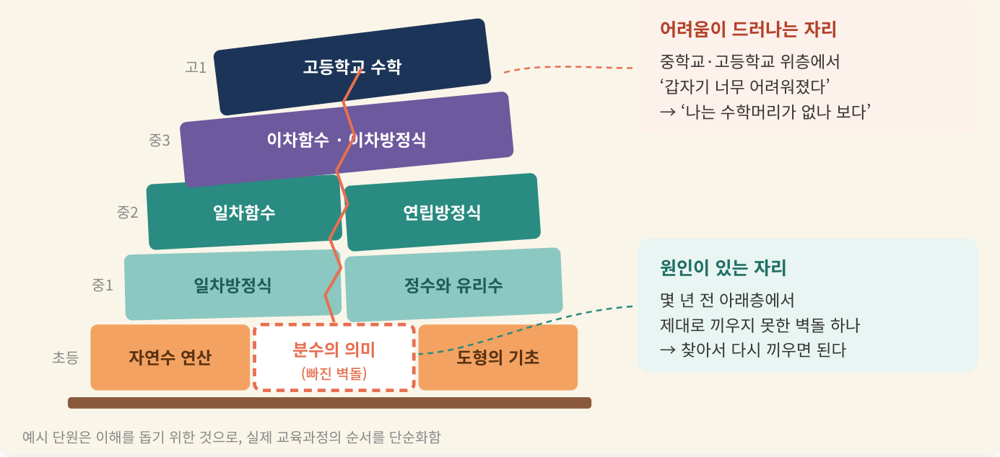 고1
고등학교 수학
중3
이차함수 · 이차방정식
중2
일차함수
연립방정식
중1
일차방정식
정수와 유리수
초등
자연수 연산
분수의 의미
(빠진 벽돌)
도형의 기초
어려움이 드러나는 자리
중학교·고등학교 위층에서
‘갑자기 너무 어려워졌다’
→ ‘나는 수학머리가 없나 보다’
원인이 있는 자리
몇 년 전 아래층에서
제대로 끼우지 못한 벽돌 하나
→ 찾아서 다시 끼우면 된다
예시 단원은 이해를 돕기 위한 것으로, 실제 교육과정의 순서를 단순화함